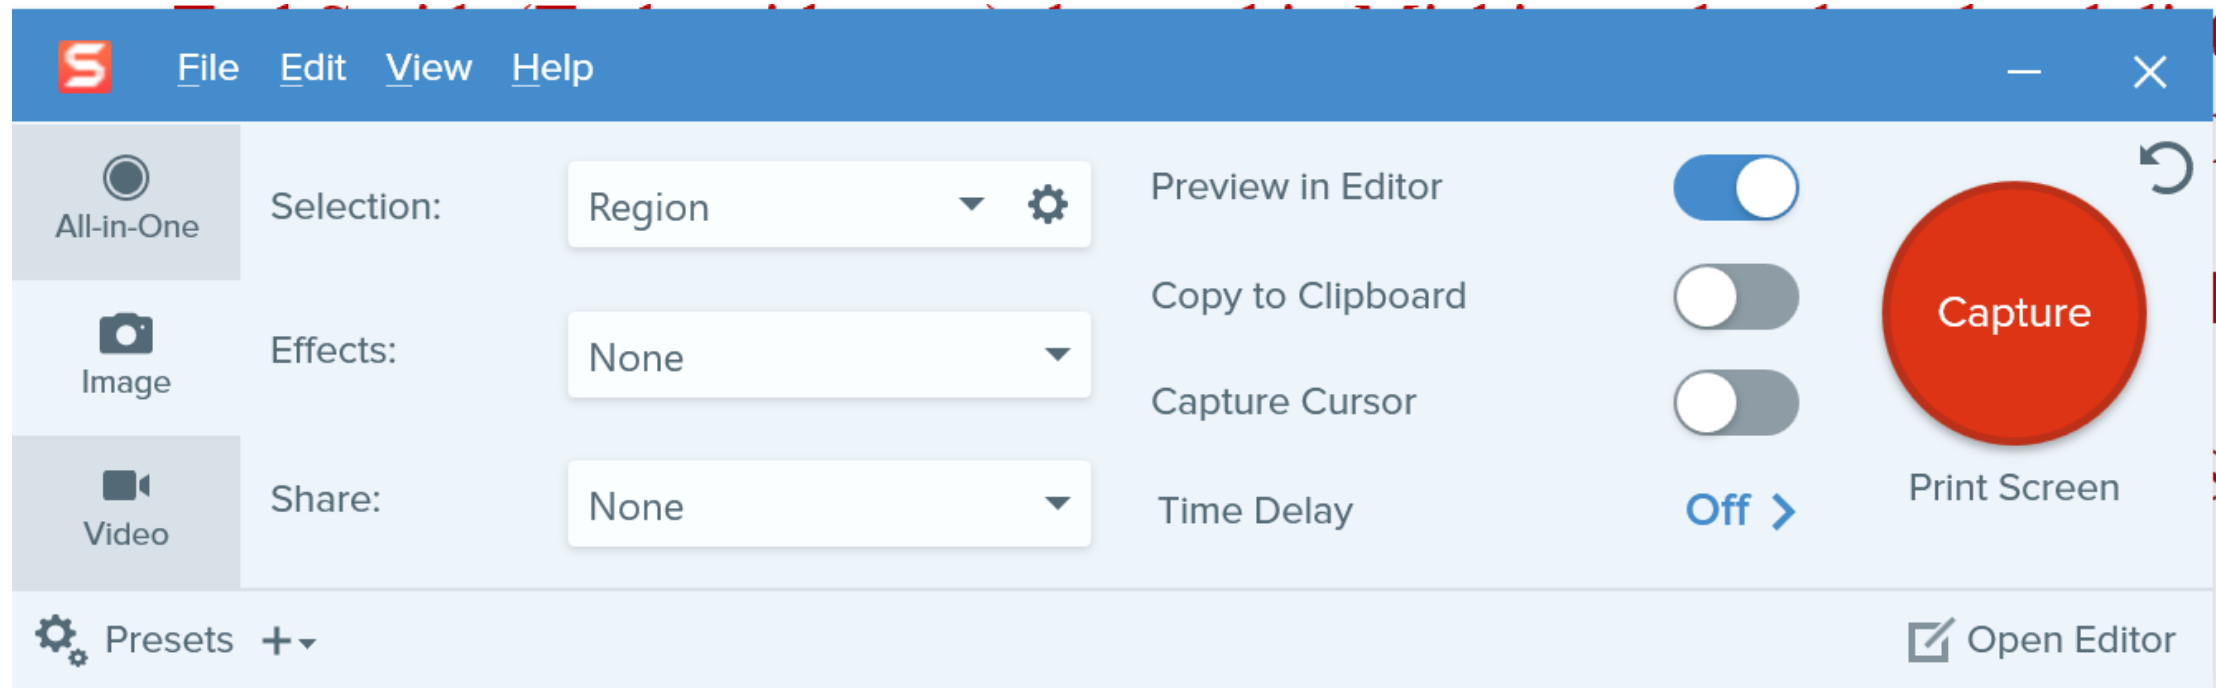 File Edit View Help
All-in-One
Image
Video
Selection: Region
Effects: None
Share: None
Preview in Editor
Copy to Clipboard
Capture Cursor
Time Delay Off
Capture
Print Screen
Presets
Open Editor